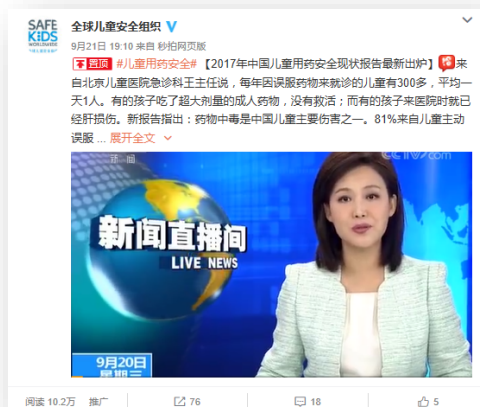 SAFE
KIDS
WORLDWIDE
全球儿童安全组织
9月21日 19:10 来自 秒拍网页版
置顶 #儿童用药安全# 【2017年中国儿童用药安全现状报告最新出炉】来
自北京儿童医院急诊科王主任说，每年因误服药物来就诊的儿童有300多，平均一
天1人。有的孩子吃了超大剂量的成人药物，没有救活；而有的孩子来医院时就已
经肝损伤。新报告指出：药物中毒是中国儿童主要伤害之一。81%来自儿童主动
误服 ... 展开全文
CCTV.com
新闻直播间
LIVE NEWS
9月20日
星期三
阅读 10.2万 推广 76 18 5